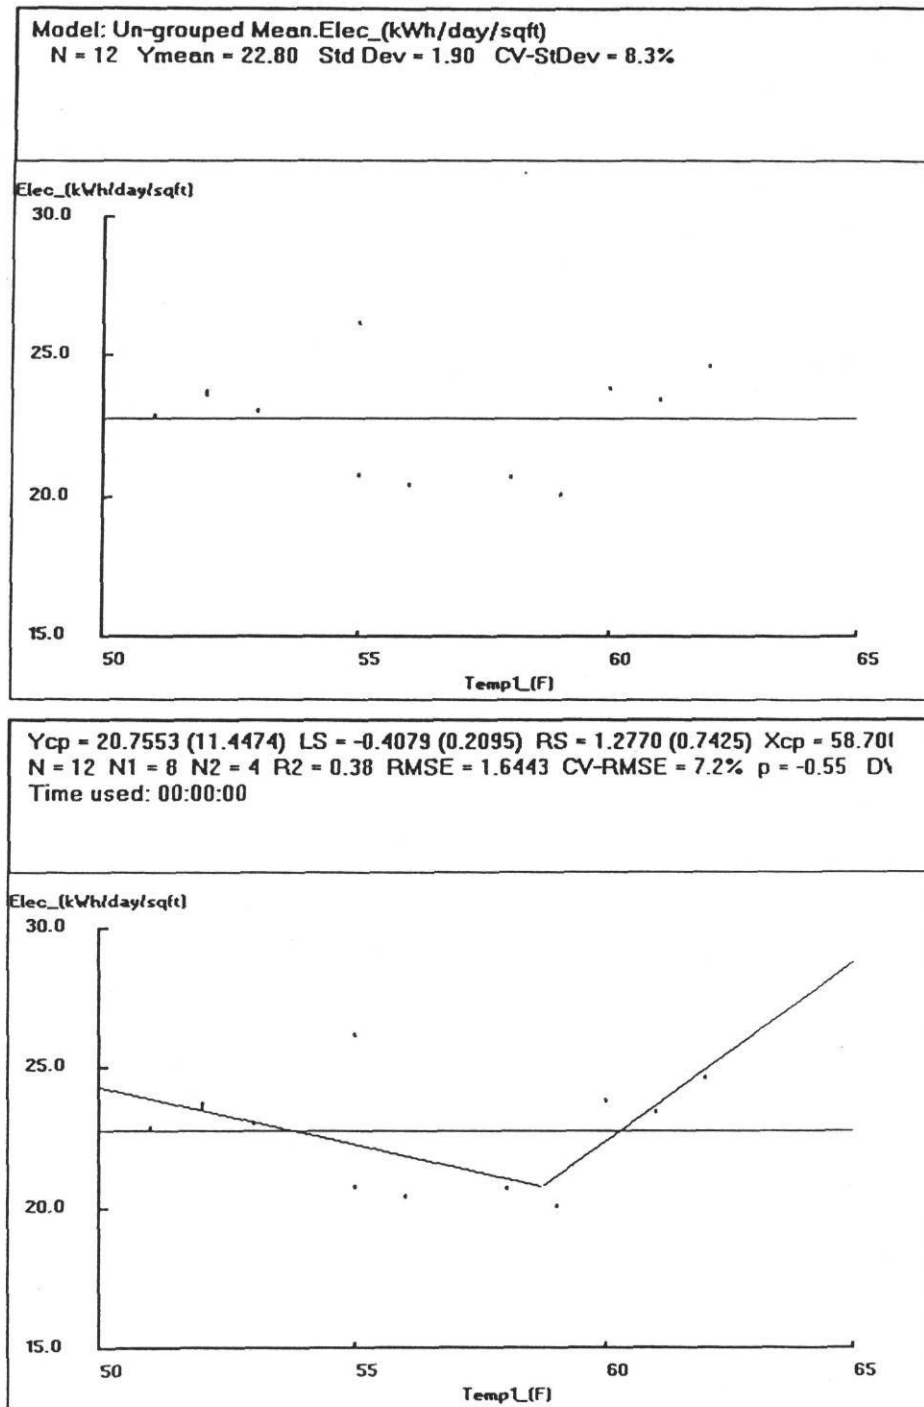 Model: Un-grouped Mean.Elec_(kWh/day/sqft)
N = 12 Ymean = 22.80 Std Dev = 1.90 CV-StDev = 8.3%
Elec_(kWh/day/sqft)
30.0
25.0
20.0
15.0
50 55 60 65
Temp1_(F)
Ycp = 20.7553 (11.4474) LS = -0.4079 (0.2095) RS = 1.2770 (0.7425) Xcp = 58.70
N = 12 N1 = 8 N2 = 4 R2 = 0.38 RMSE = 1.6443 CV-RMSE = 7.2% p = -0.55
Time used: 00:00:00
Elec_(kWh/day/sqft)
30.0
25.0
20.0
15.0
50 55 60 65
Temp1_(F)